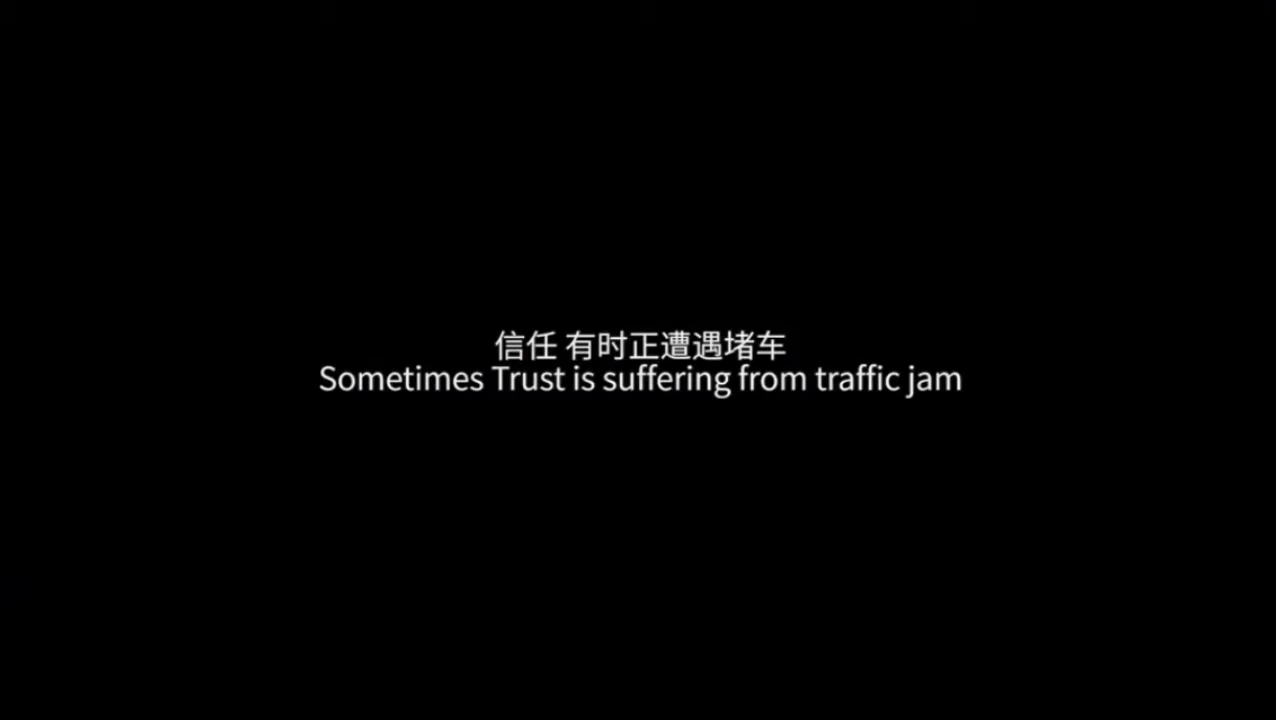 信任 有时正遭遇堵车
Sometimes Trust is suffering from traffic jam